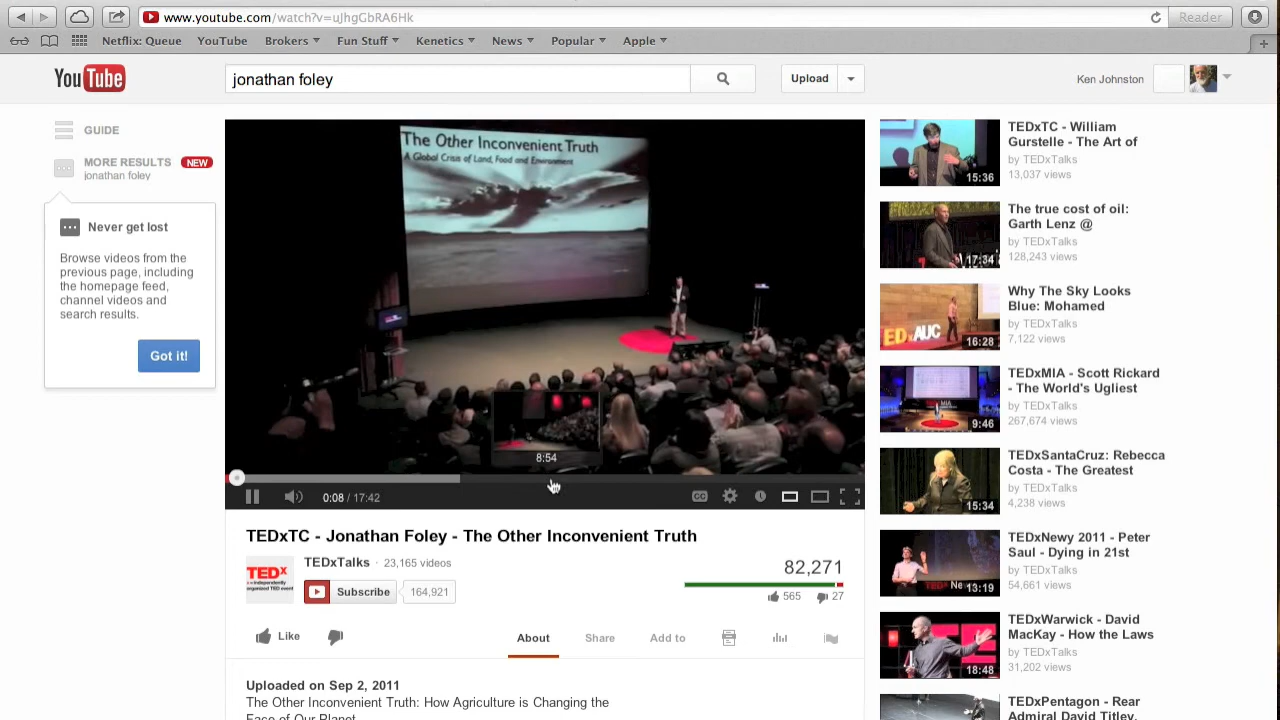 www.youtube.com/watch?v=uJhgGbRA6Hk
Reader
Netflix: Queue
YouTube
Brokers
Fun Stuff
Kenetics
News
Popular
Apple
YouTube
jonathan foley
Upload
Ken Johnston
GUIDE
MORE RESULTS
NEW
jonathan foley
Never get lost
Browse videos from the
previous page, including
the homepage feed,
channel videos and
search results.
Got it!
The Other Inconvenient Truth
A Global Crisis of Land, Food and Environment
8:54
0:08 / 17:42
CC
TEDxTC - Jonathan Foley - The Other Inconvenient Truth
TEDx
TEDxTalks · 23,165 videos
Subscribe
164,921
82,271
565
27
Like
About
Share
Add to
Uploaded on Sep 2, 2011
The Other Inconvenient Truth: How Agriculture is Changing the
Face of Our Planet
15:36
TEDxTC - William
Gurstelle - The Art of
by TEDxTalks
13,037 views
17:34
The true cost of oil:
Garth Lenz @
by TEDxTalks
128,243 views
16:28
Why The Sky Looks
Blue: Mohamed
by TEDxTalks
7,122 views
9:46
TEDxMIA - Scott Rickard
- The World's Ugliest
by TEDxTalks
267,674 views
15:34
TEDxSantaCruz: Rebecca
Costa - The Greatest
by TEDxTalks
4,238 views
13:19
TEDxNewy 2011 - Peter
Saul - Dying in 21st
by TEDxTalks
54,661 views
18:48
TEDxWarwick - David
MacKay - How the Laws
by TEDxTalks
31,202 views
TEDxPentagon - Rear
Admiral David Titley,